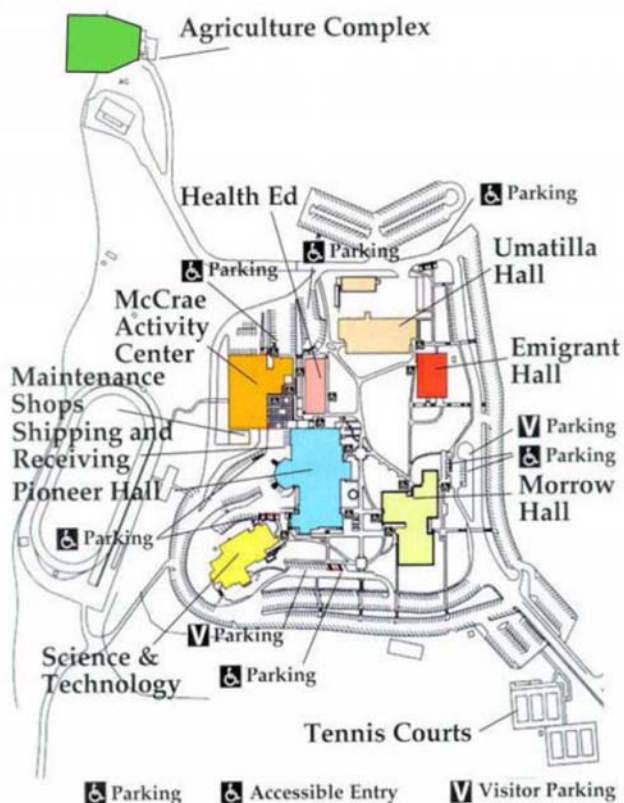 Agriculture Complex
AG
Health Ed
Parking
Parking
Parking
Umatilla
Hall
McCrae
Activity
Center
Emigrant
Hall
Maintenance
Shops
Shipping and
Receiving
V Parking
Parking
Pioneer Hall
Morrow
Hall
Parking
V Parking
Science &
Technology
Parking
Tennis Courts
Parking
Accessible Entry
V Visitor Parking